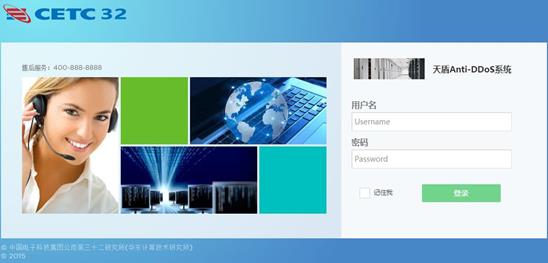 CETC 32
售后服务：400-888-8888
天盾Anti-DDoS系统
用户名
Username
密码
Password
记住我
登录
© 中国电子科技集团公司第三十二研究所(华东计算技术研究所)
© 2015